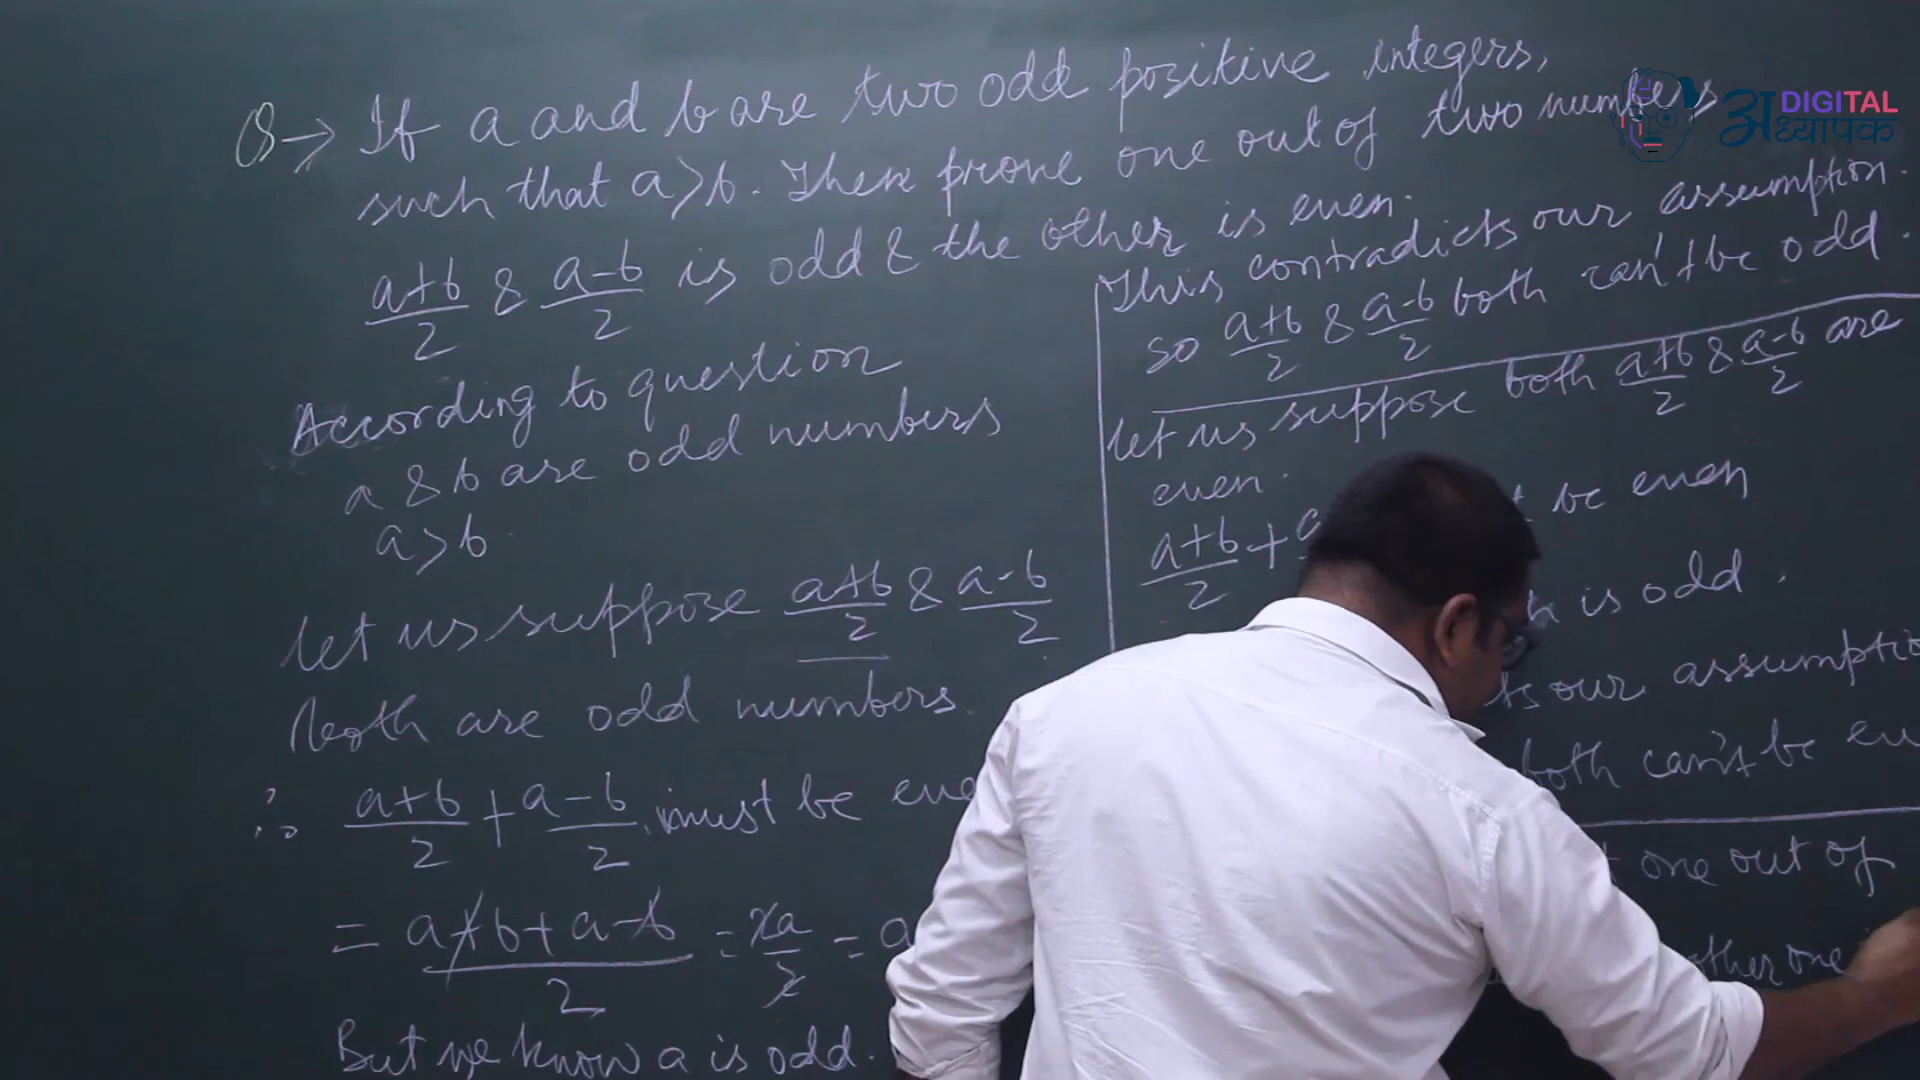 Q→ If a and b are two odd positive integers,
such that a>b. Then prove one out of two numbers
a+b/2 & a-b/2 is odd & the other is even.
According to question
a & b are odd numbers
a>b
let us suppose a+b/2 & a-b/2
both are odd numbers.
∴ a+b/2 + a-b/2 must be eve
= a+b+a-b/2 = 2a/2 = a
But we know a is odd.
This contradicts our assumption.
so a+b/2 & a-b/2 both can't be odd.
let us suppose both a+b/2 & a-b/2 are
even.
a+b/2 + be even
is odd.
our assumptio
both can't be
one out of
other one
DIGITAL
अध्यापक